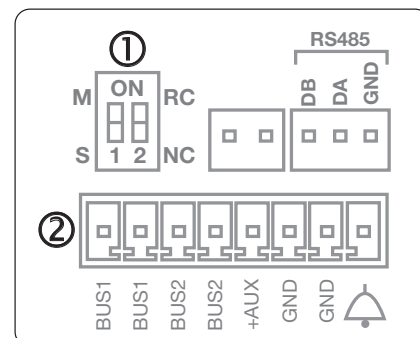 ① RS485
M ON RC DB DA GND
S 1 2 NC
②
BUS1 BUS1 BUS2 BUS2 +AUX GND GND